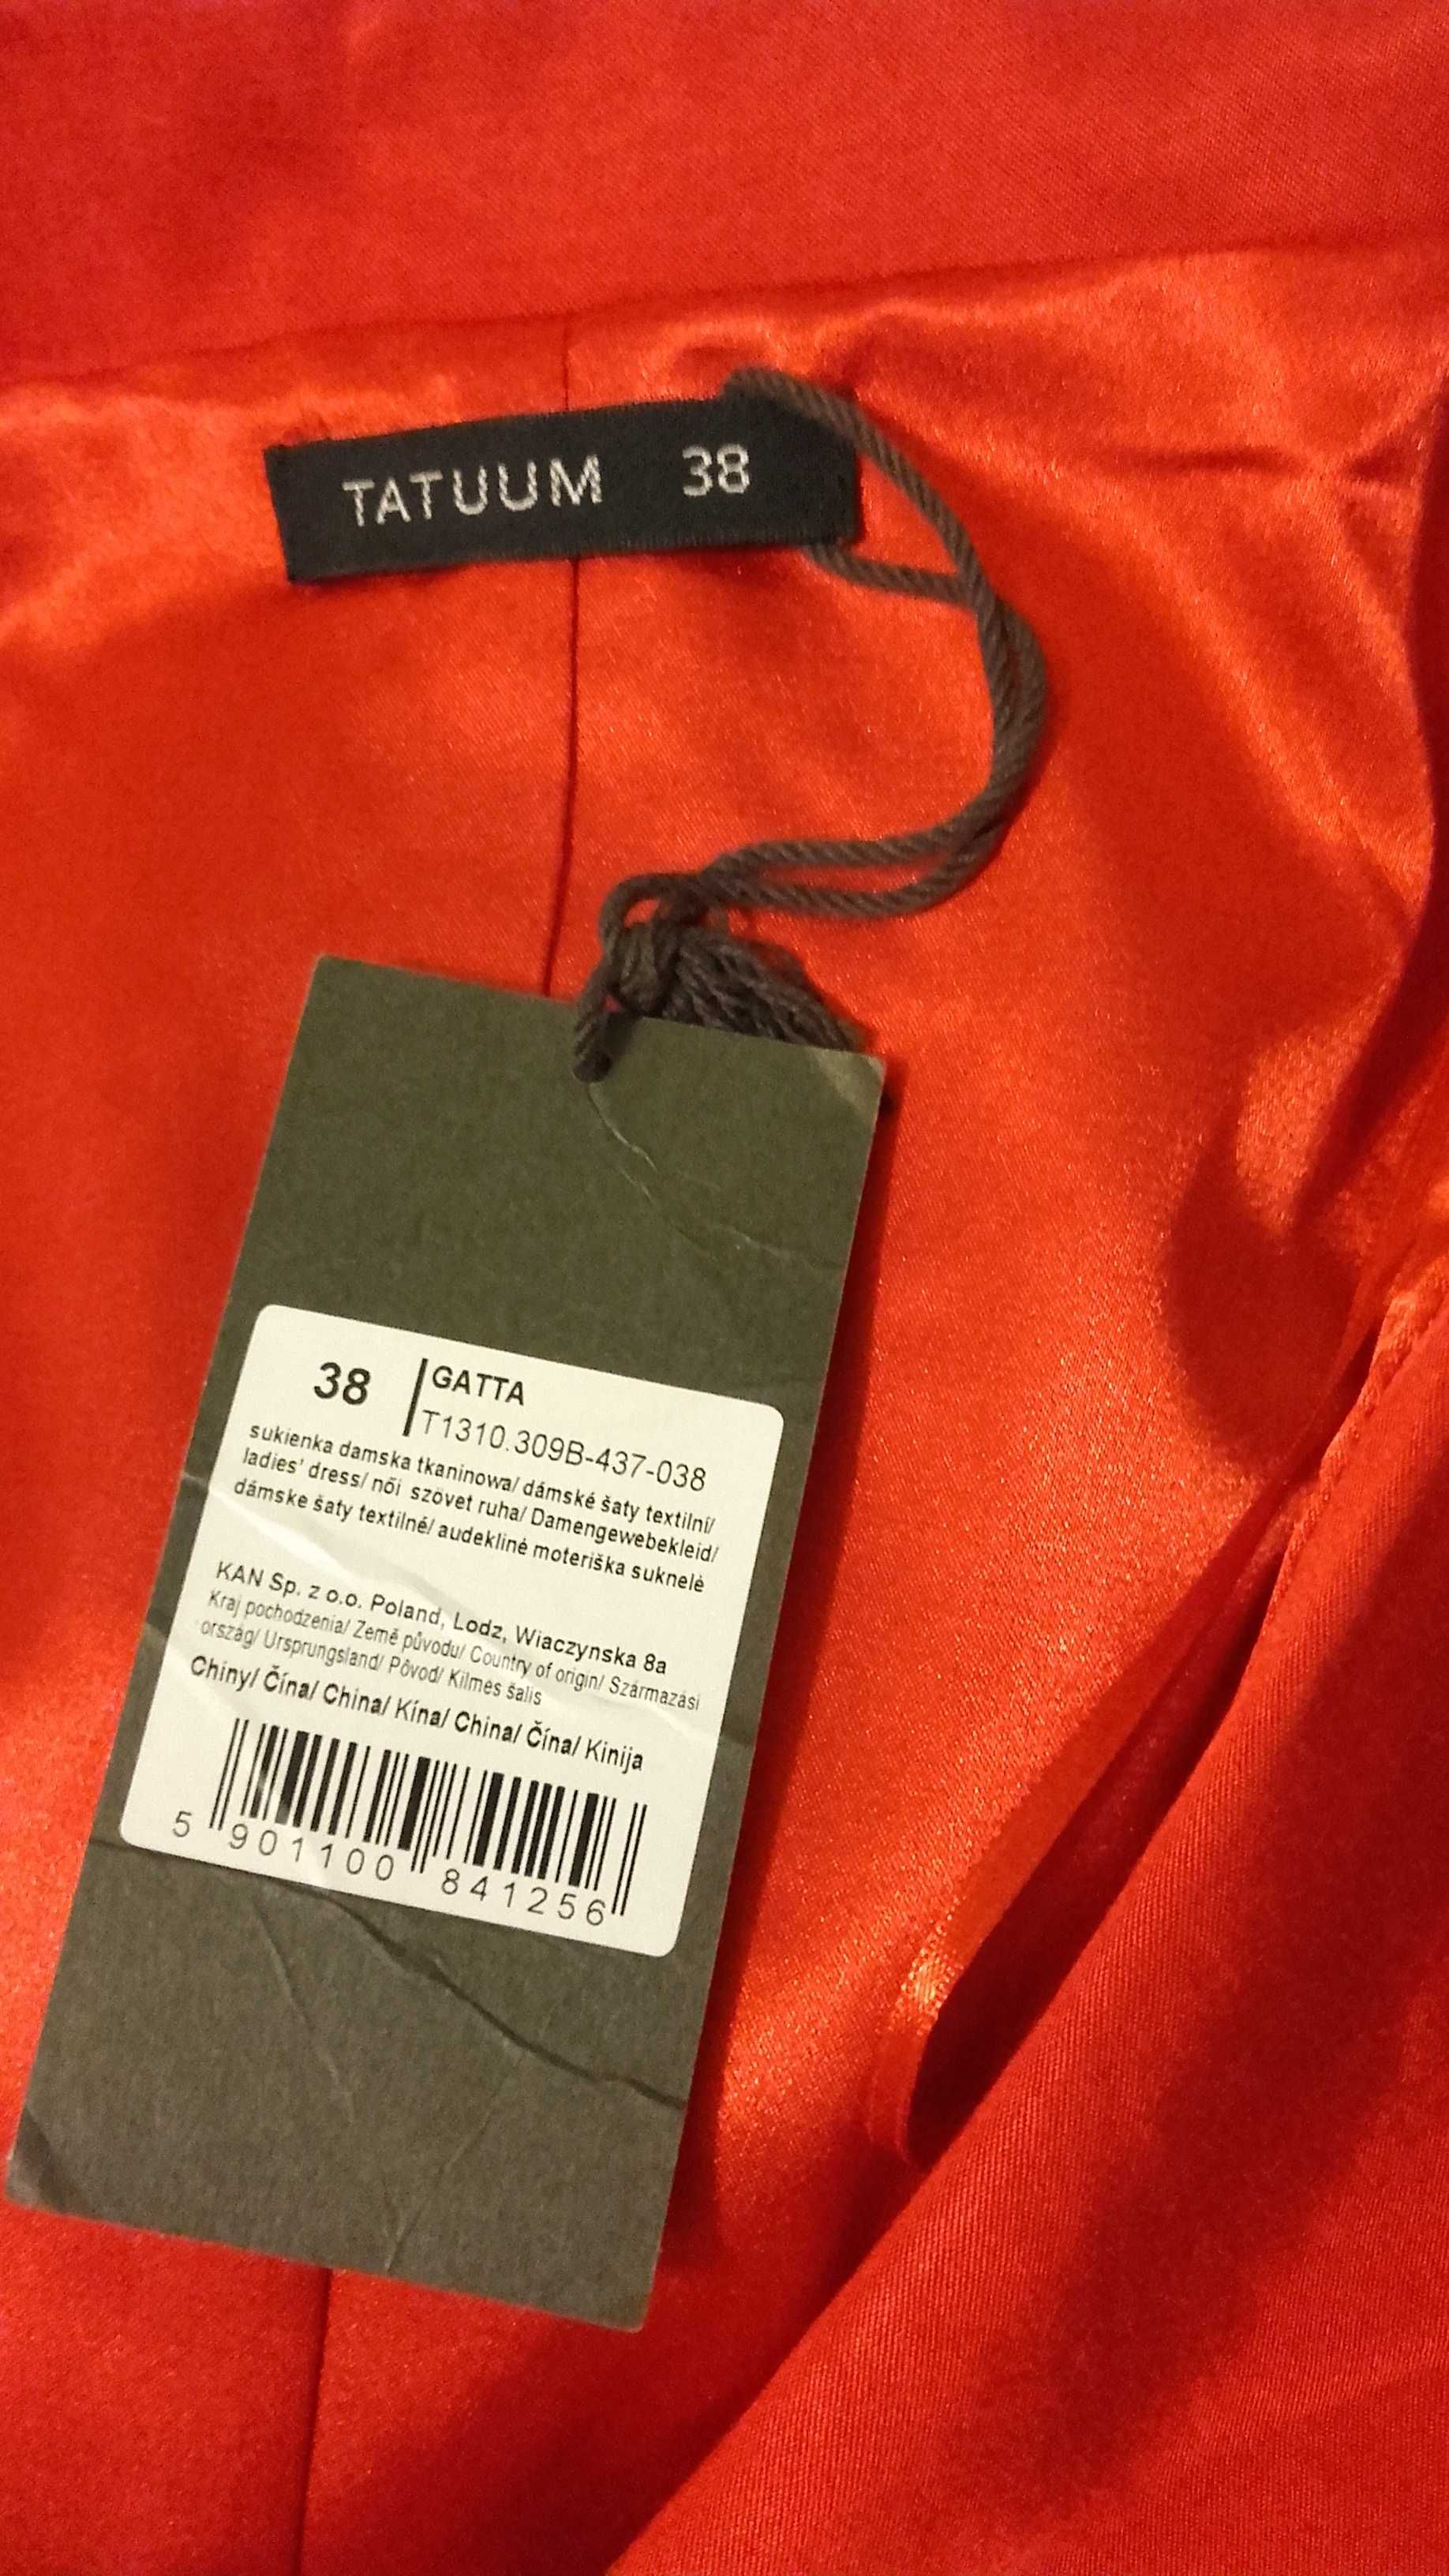 TATUUM 38
38 GATTA
T1310.309B-437-038
sukienka damska tkaninowa/ dámské šaty textilní/
ladies' dress/ női szövet ruha/ Damengewebekleid/
dámske šaty textilné/ audeklinė moteriška suknelė
KAN Sp. z o.o. Poland, Lodz, Wiaczynska 8a
Kraj pochodzenia/ Země původu/ Country of origin/ Származási
ország/ Ursprungsland/ Pôvod/ Kilmės šalis
Chiny/ Čína/ China/ Kína/ China/ Čína/ Kinija
5 901100 841256